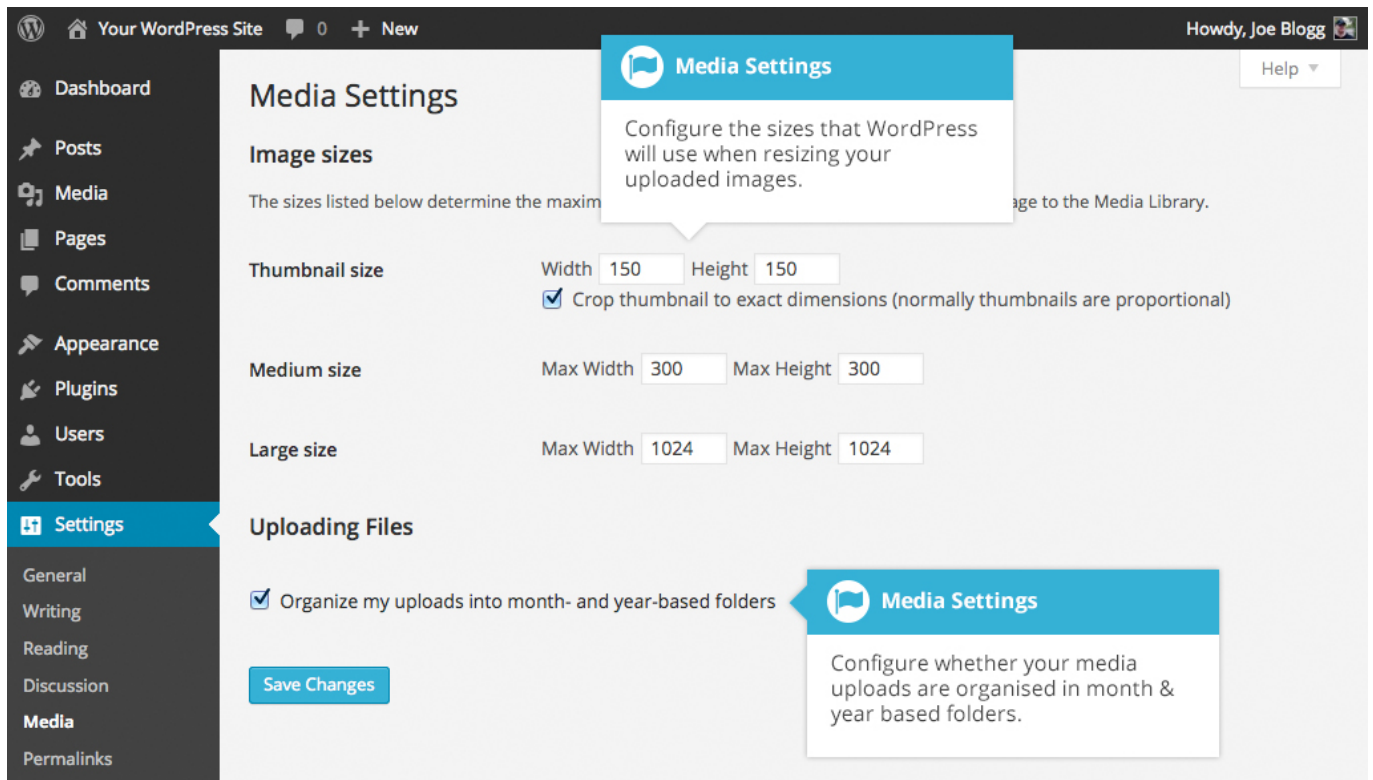 Your WordPress Site 0 New Howdy, Joe Blogg
Help
Dashboard
Posts
Media
Pages
Comments
Appearance
Plugins
Users
Tools
Settings
General
Writing
Reading
Discussion
Media
Permalinks
Media Settings
Image sizes
The sizes listed below determine the maxim
age to the Media Library.
Media Settings
Configure the sizes that WordPress
will use when resizing your
uploaded images.
Thumbnail size Width 150 Height 150
Crop thumbnail to exact dimensions (normally thumbnails are proportional)
Medium size Max Width 300 Max Height 300
Large size Max Width 1024 Max Height 1024
Uploading Files
Organize my uploads into month- and year-based folders
Media Settings
Configure whether your media
uploads are organised in month &
year based folders.
Save Changes